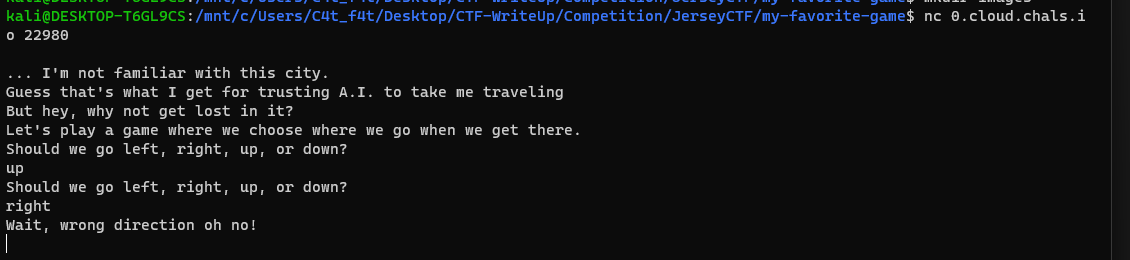 kali@DESKTOP-T6GL9CS:/mnt/c/Users/C4t_f4t/Desktop/CTF-WriteUp/Competition/JerseyCTF/my-favorite-game$ mkdir images
kali@DESKTOP-T6GL9CS:/mnt/c/Users/C4t_f4t/Desktop/CTF-WriteUp/Competition/JerseyCTF/my-favorite-game$ nc 0.cloud.chals.i
o 22980
... I'm not familiar with this city.
Guess that's what I get for trusting A.I. to take me traveling
But hey, why not get lost in it?
Let's play a game where we choose where we go when we get there.
Should we go left, right, up, or down?
up
Should we go left, right, up, or down?
right
Wait, wrong direction oh no!